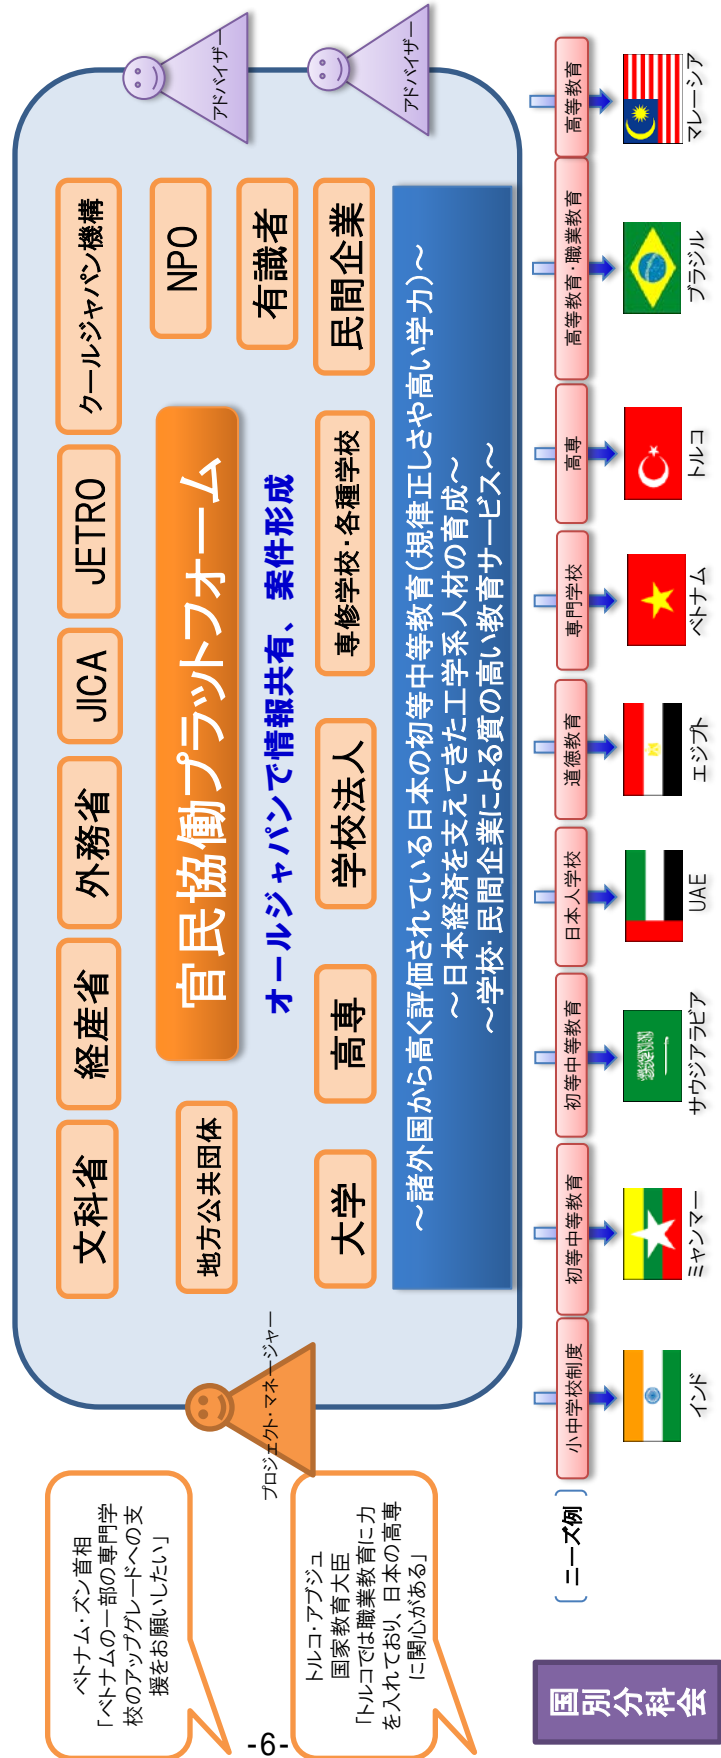 ベトナム・ズン首相
「ベトナムの一部の専門学
校のアップグレードへの支
援をお願いしたい」
トルコ・アブジュ
国家教育大臣
「トルコでは職業教育に力
を入れており、日本の高専
に関心がある」
プロジェクト・マネージャー
文科省
経産省
外務省
JICA
JETRO
クールジャパン機構
地方公共団体
官民協働プラットフォーム
NPO
オールジャパンで情報共有、案件形成
有識者
大学
高専
学校法人
専修学校・各種学校
民間企業
アドバイザー
アドバイザー
～諸外国から高く評価されている日本の初等中等教育（規律正しさや高い学力）～
～日本経済を支えてきた工学系人材の育成～
～学校・民間企業による質の高い教育サービス～
国別分科会
ニーズ例
小中学校制度
初等中等教育
初等中等教育
日本人学校
道徳教育
専門学校
高専
高等教育・職業教育
高等教育
インド
ミャンマー
サウジアラビア
UAE
エジプト
ベトナム
トルコ
ブラジル
マレーシア
-6-